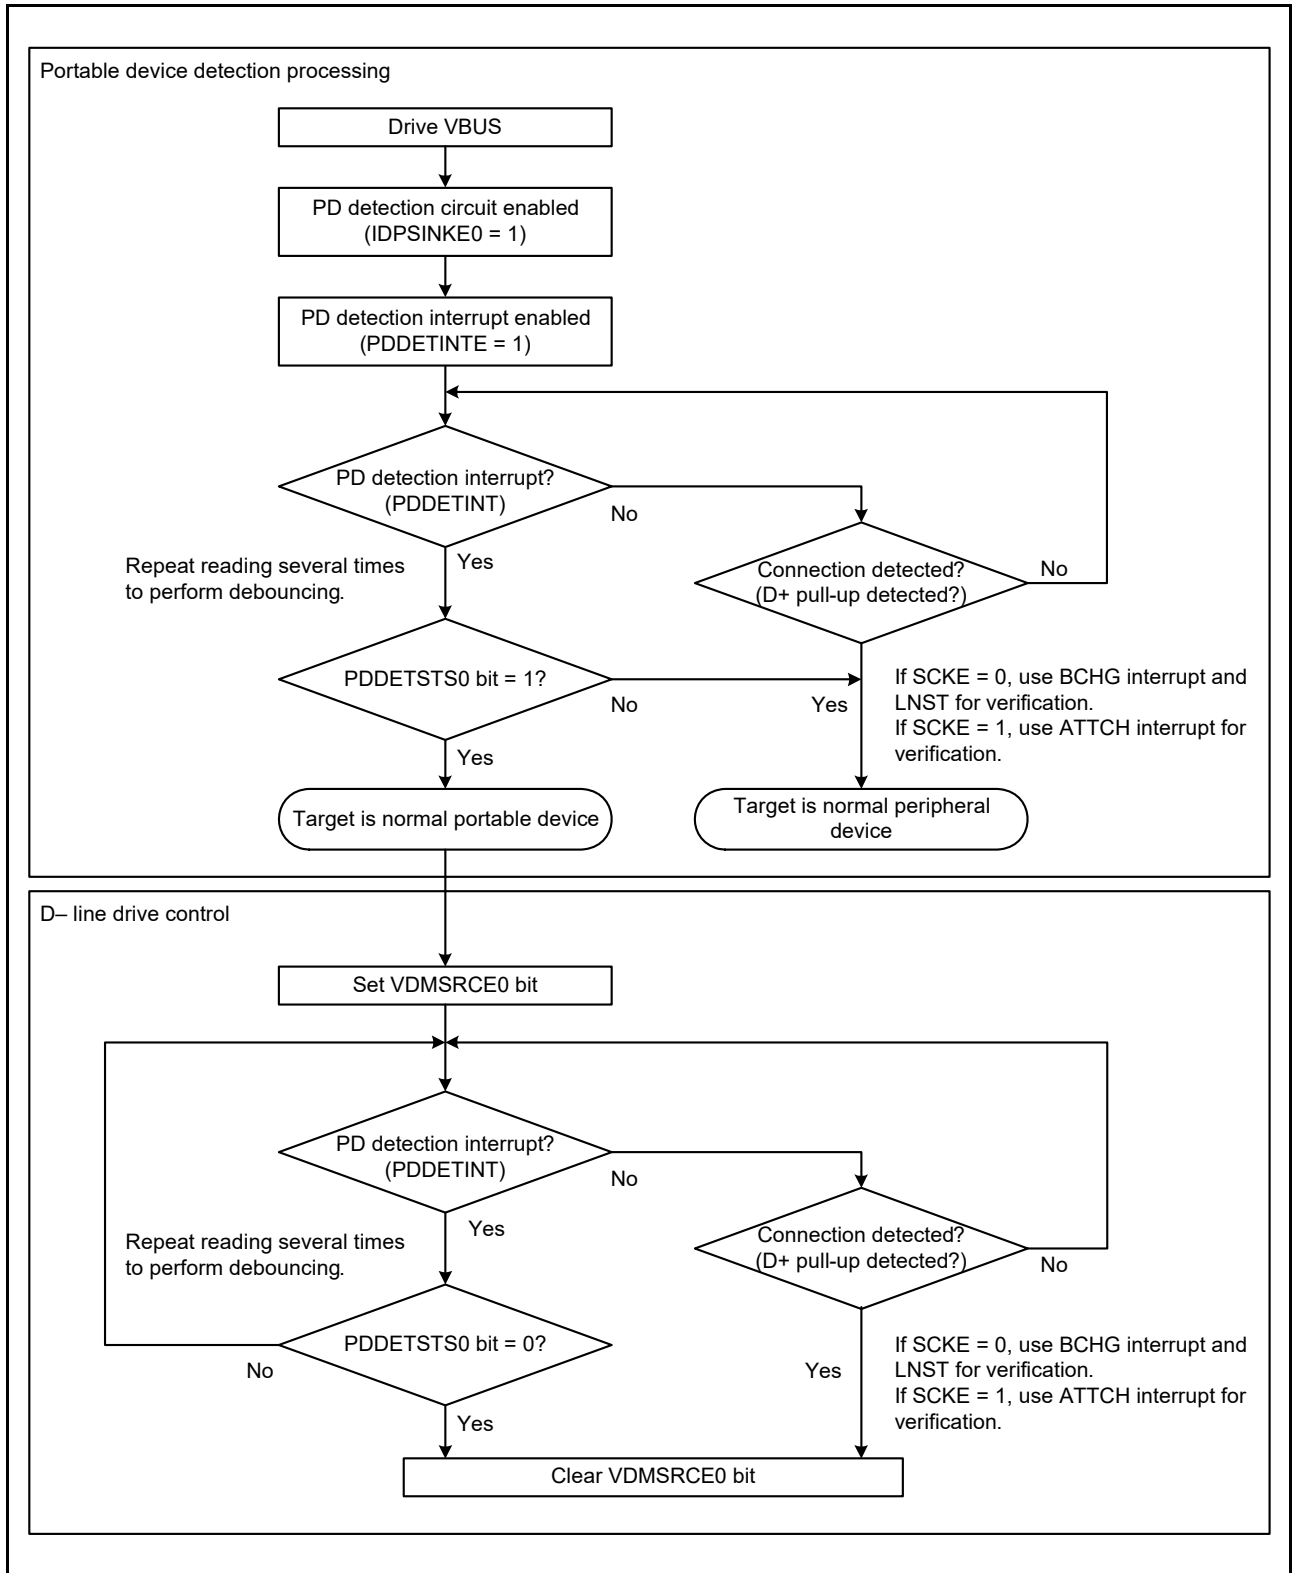 Portable device detection processing
Drive VBUS
PD detection circuit enabled
(IDPSINKE0 = 1)
PD detection interrupt enabled
(PDDETINTE = 1)
PD detection interrupt?
(PDDETINT)
No
Yes
Repeat reading several times
to perform debouncing.
Connection detected?
(D+ pull-up detected?)
No
PDDETSTS0 bit = 1?
No
Yes
If SCKE = 0, use BCHG interrupt and
LNST for verification.
If SCKE = 1, use ATTCH interrupt for
verification.
Yes
Target is normal portable device
Target is normal peripheral
device
D– line drive control
Set VDMSRCE0 bit
PD detection interrupt?
(PDDETINT)
No
Yes
Repeat reading several times
to perform debouncing.
Connection detected?
(D+ pull-up detected?)
No
PDDETSTS0 bit = 0?
No
Yes
Yes
If SCKE = 0, use BCHG interrupt and
LNST for verification.
If SCKE = 1, use ATTCH interrupt for
verification.
Clear VDMSRCE0 bit